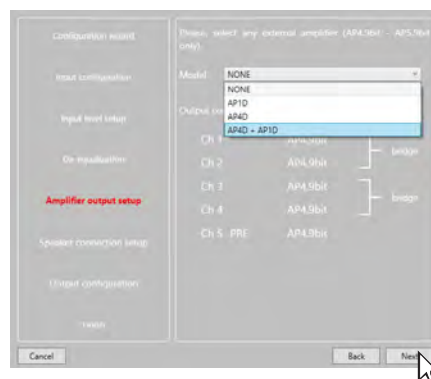 Configuration wizard
Input configuration
Input level setup
De-equalization
Amplifier output setup
Speaker connection setup
Output configuration
Finish
Please, select any external amplifier (AP4.9bit - AP5.9bit
only).
Model NONE
NONE
AP1D
AP4D
AP4D + AP1D
Ch 1 AP4.9bit
Ch 2 bridge
Ch 3 AP4.9bit
bridge
Ch 4 AP4.9bit
Ch 5 PRE AP4.9bit
Cancel
Back
Next